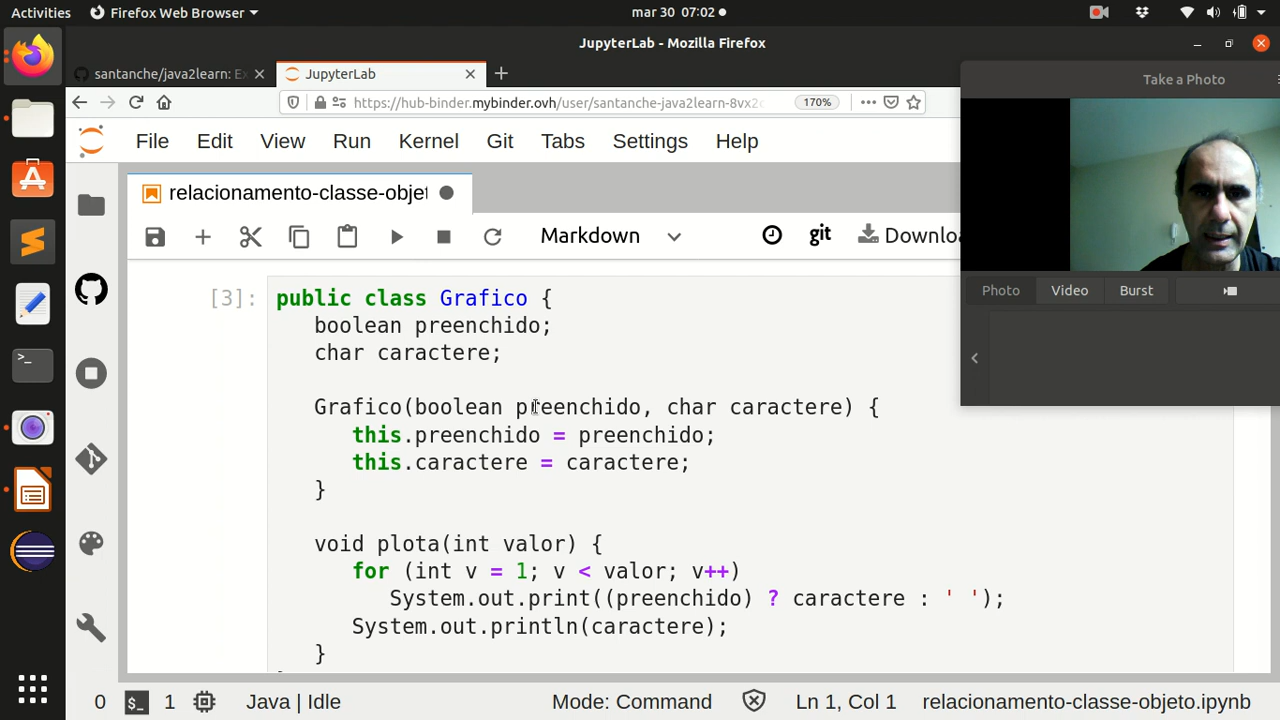 Activities Firefox Web Browser mar 30 07:02
JupyterLab - Mozilla Firefox
santanche/java2learn: E JupyterLab
https://hub-binder.mybinder.ovh/user/santanche-java2learn-8vx2 170%
Take a Photo
File Edit View Run Kernel Git Tabs Settings Help
relacionamento-classe-objet
Markdown git Downlo
Photo Video Burst
[3]: public class Grafico {
boolean preenchido;
char caractere;
Grafico(boolean preenchido, char caractere) {
this.preenchido = preenchido;
this.caractere = caractere;
}
void plota(int valor) {
for (int v = 1; v < valor; v++)
System.out.print((preenchido) ? caractere : ' ');
System.out.println(caractere);
}
0 1 Java | Idle Mode: Command Ln 1, Col 1 relacionamento-classe-objeto.ipynb